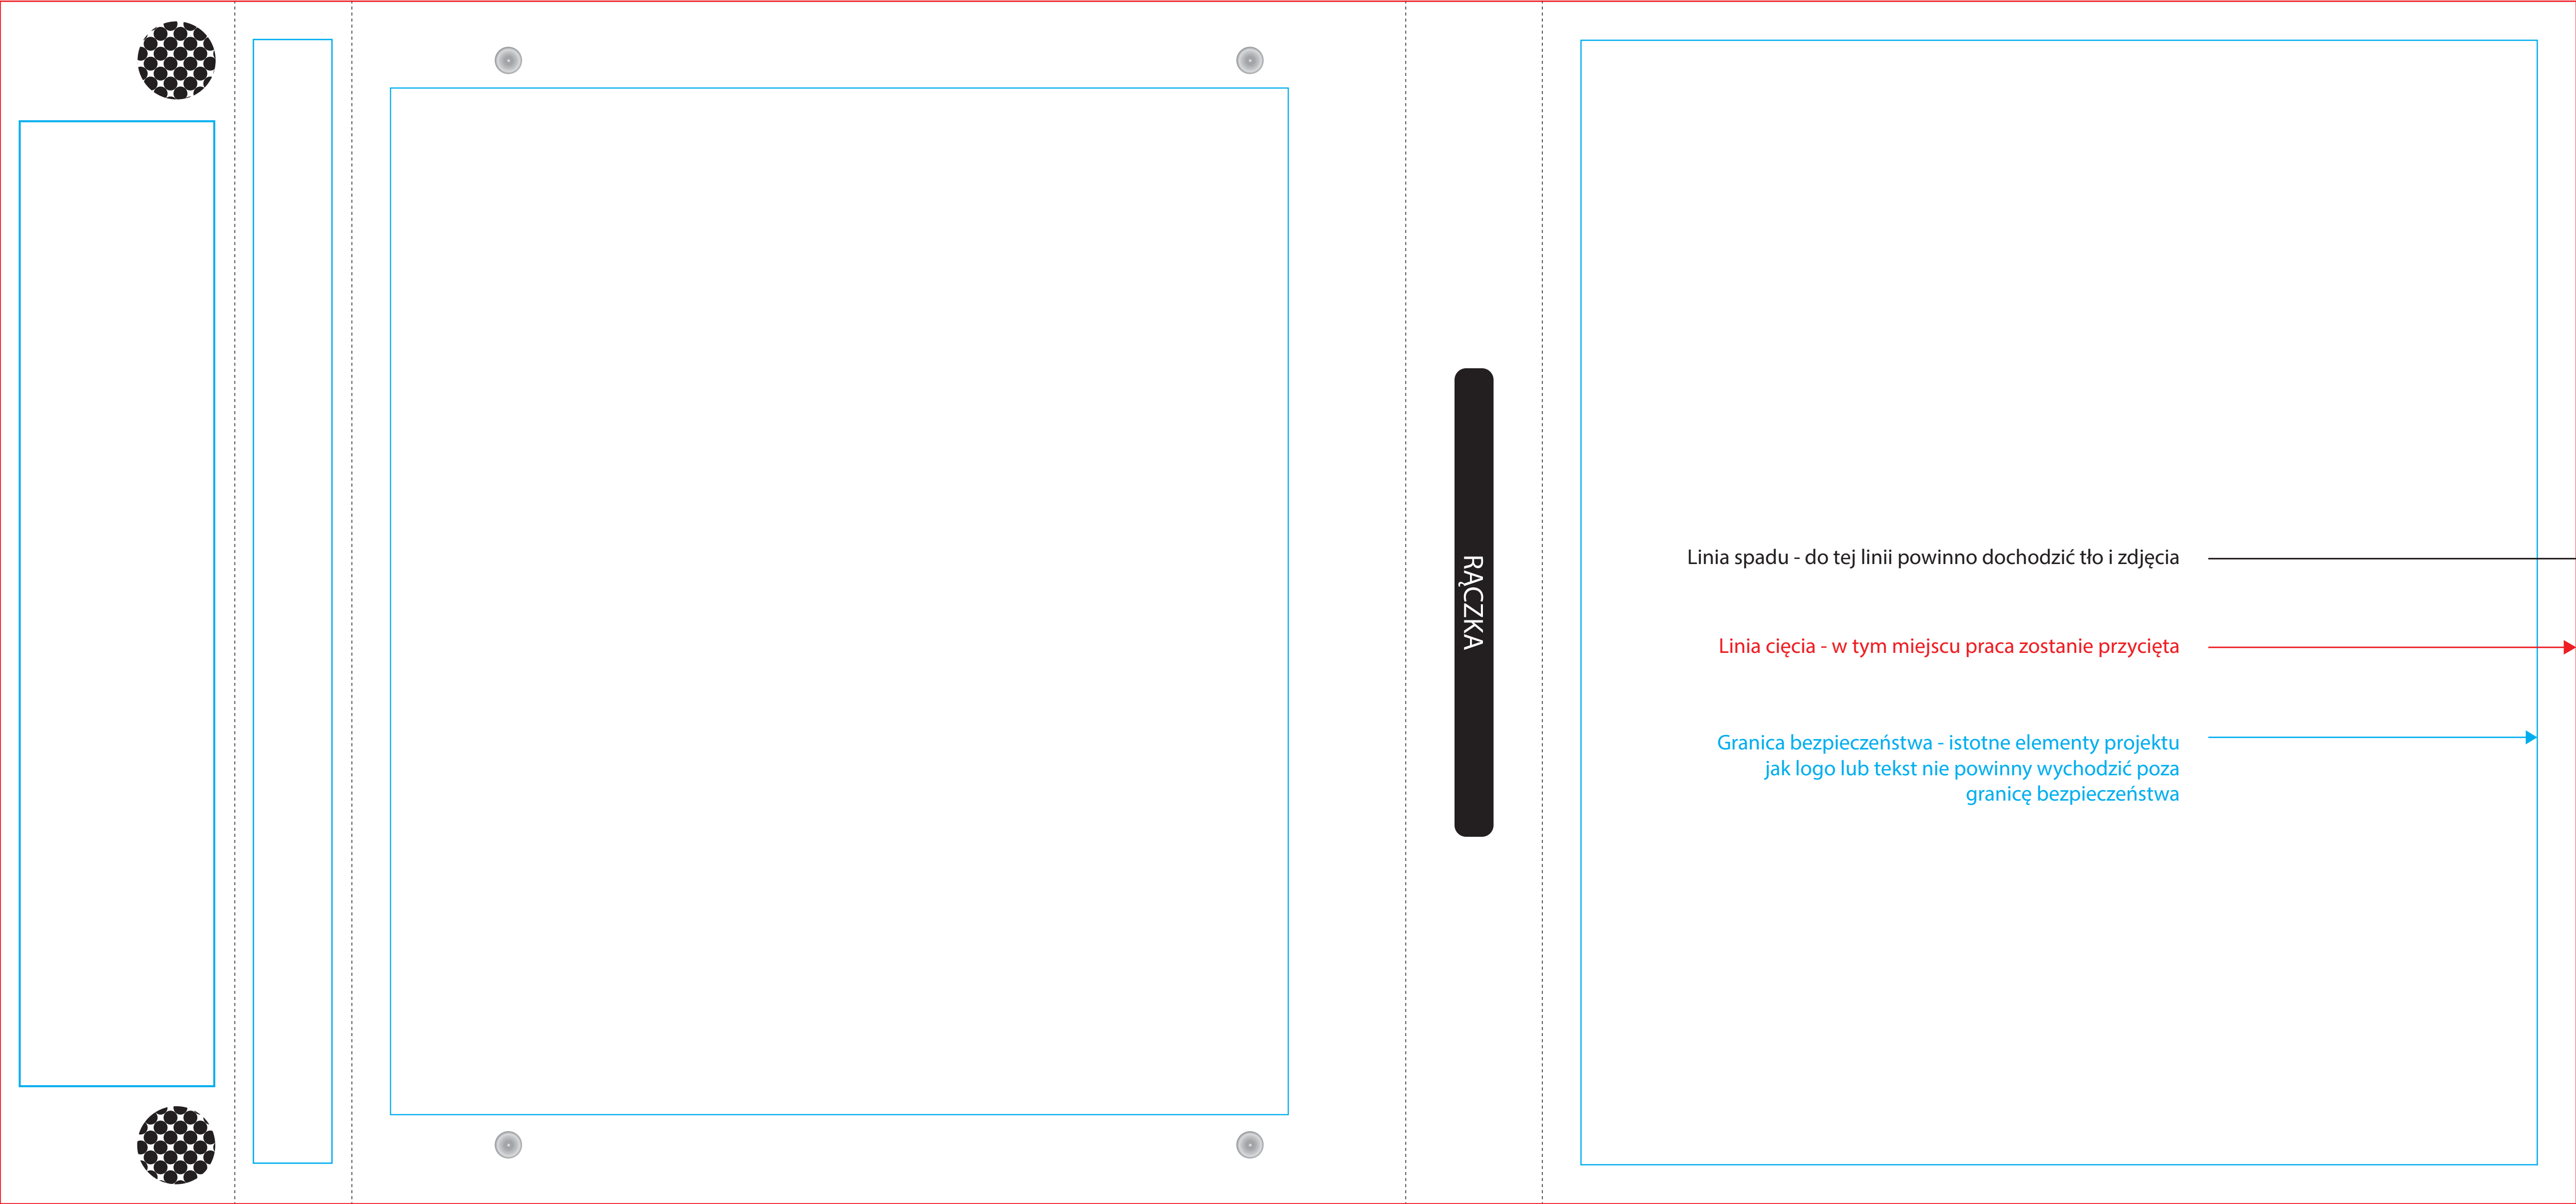 RĄCZKA
Linia spadu - do tej linii powinno dochodzić tło i zdjęcia
Linia cięcia - w tym miejscu praca zostanie przycięta
Granica bezpieczeństwa - istotne elementy projektu
jak logo lub tekst nie powinny wychodzić poza
granicę bezpieczeństwa